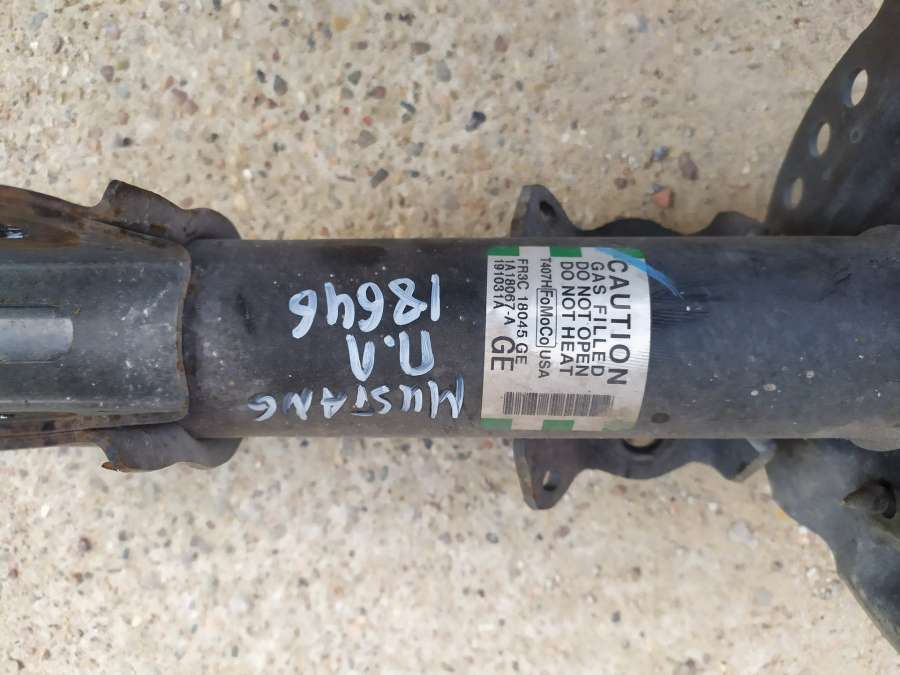 MUSTANG
П.Л
18646
CAUTION
GAS FILLED
DO NOT OPEN
DO NOT HEAT
T407H FoMoCo USA
FR3C 18045 GE
1A18067-A GE
191031A